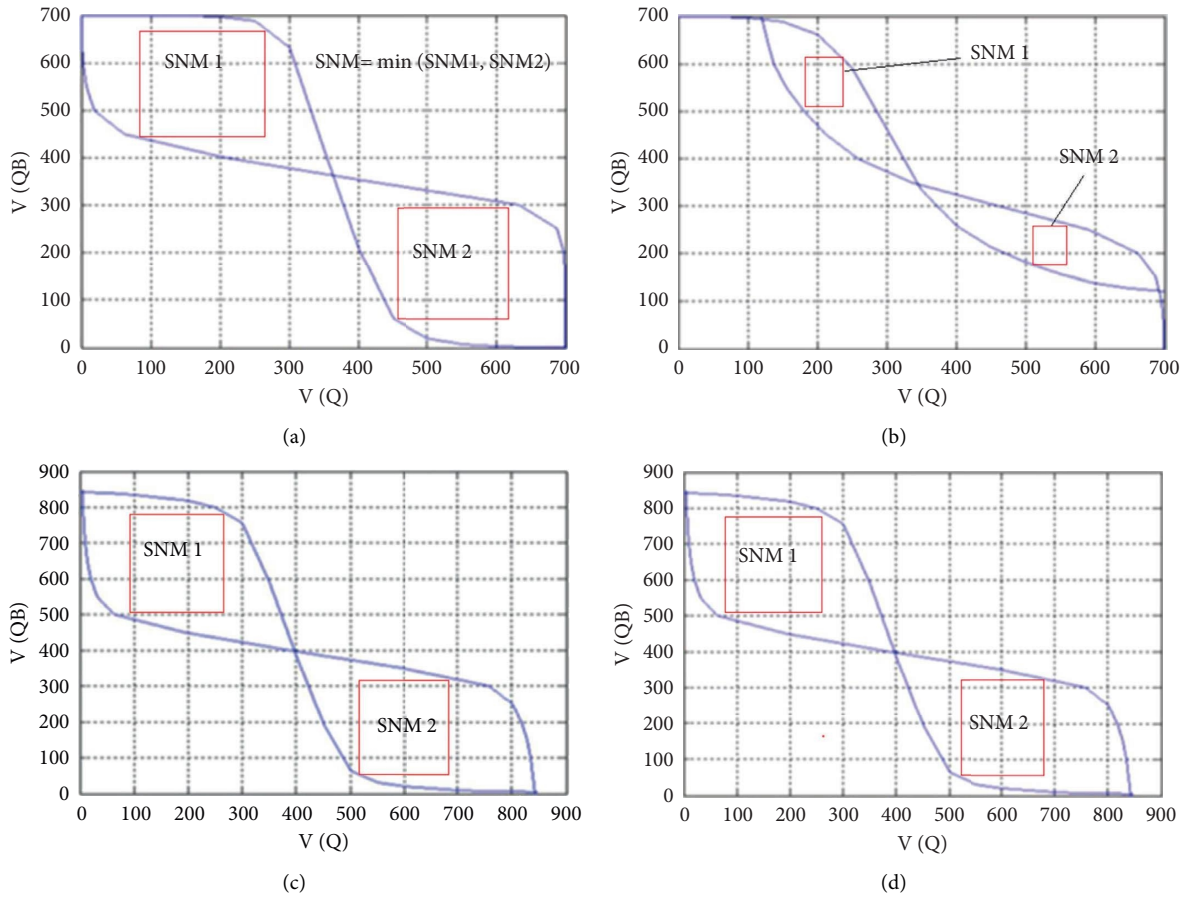 700
600
500
400
300
200
100
0
V (QB)
SNM 1
SNM= min (SNM1, SNM2)
SNM 2
0 100 200 300 400 500 600 700
V (Q)
(a)
700
600
500
400
300
200
100
0
V (QB)
SNM 1
SNM 2
0 100 200 300 400 500 600 700
V (Q)
(b)
900
800
700
600
500
400
300
200
100
0
V (QB)
SNM 1
SNM 2
0 100 200 300 400 500 600 700 800 900
V (Q)
(c)
900
800
700
600
500
400
300
200
100
0
V (QB)
SNM 1
SNM 2
0 100 200 300 400 500 600 700 800 900
V (Q)
(d)